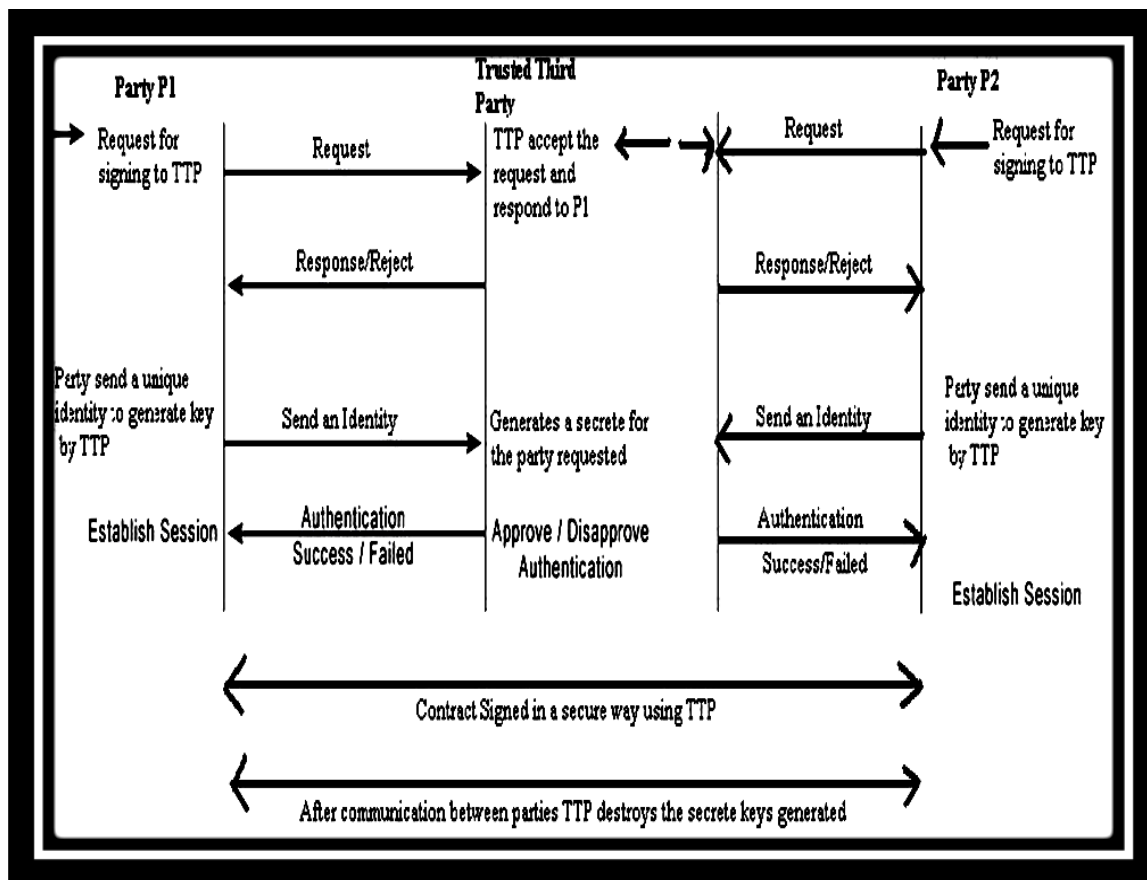 Party P1
Trusted Third
Party
Party P2
Request for
signing to TTP
Request
TTP accept the
request and
respond to P1
Request
Request for
signing to TTP
Response/Reject
Response/Reject
Party send a unique
identity to generate key
by TTP
Send an Identity
Generates a secrete for
the party requested
Send an Identity
Party send a unique
identity to generate key
by TTP
Establish Session
Authentication
Success / Failed
Approve / Disapprove
Authentication
Authentication
Success/Failed
Establish Session
Contract Signed in a secure way using TTP
After communication between parties TTP destroys the secrete keys generated